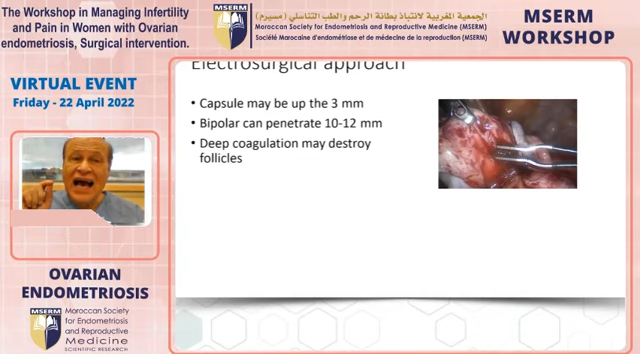 The Workshop in Managing Infertility
and Pain in Women with Ovarian
endometriosis, Surgical intervention.
MSERM
الجمعية المغربية لانتباذ بطانة الرحم والطب التناسلي (مسيرم)
Moroccan Society for Endometriosis and Reproductive Medicine (MSERM)
Société Marocaine d'endométriose et de médecine de la reproduction (MSERM)
MSERM
WORKSHOP
VIRTUAL EVENT
Friday - 22 April 2022
Electrosurgical approach
• Capsule may be up the 3 mm
• Bipolar can penetrate 10-12 mm
• Deep coagulation may destroy
follicles
OVARIAN
ENDOMETRIOSIS
MSERM
Moroccan Society
for Endometriosis
and Reproductive
Medicine
SCIENTIFIC RESEARCH